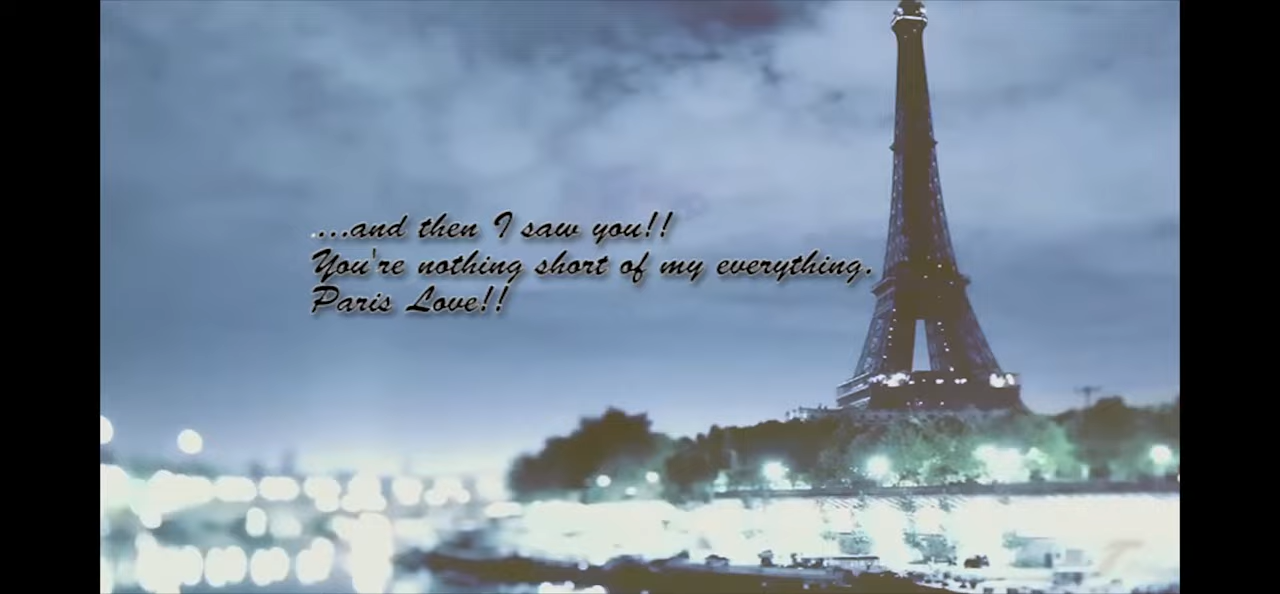 ....and then I saw you!!
You're nothing short of my everything.
Paris Love!!